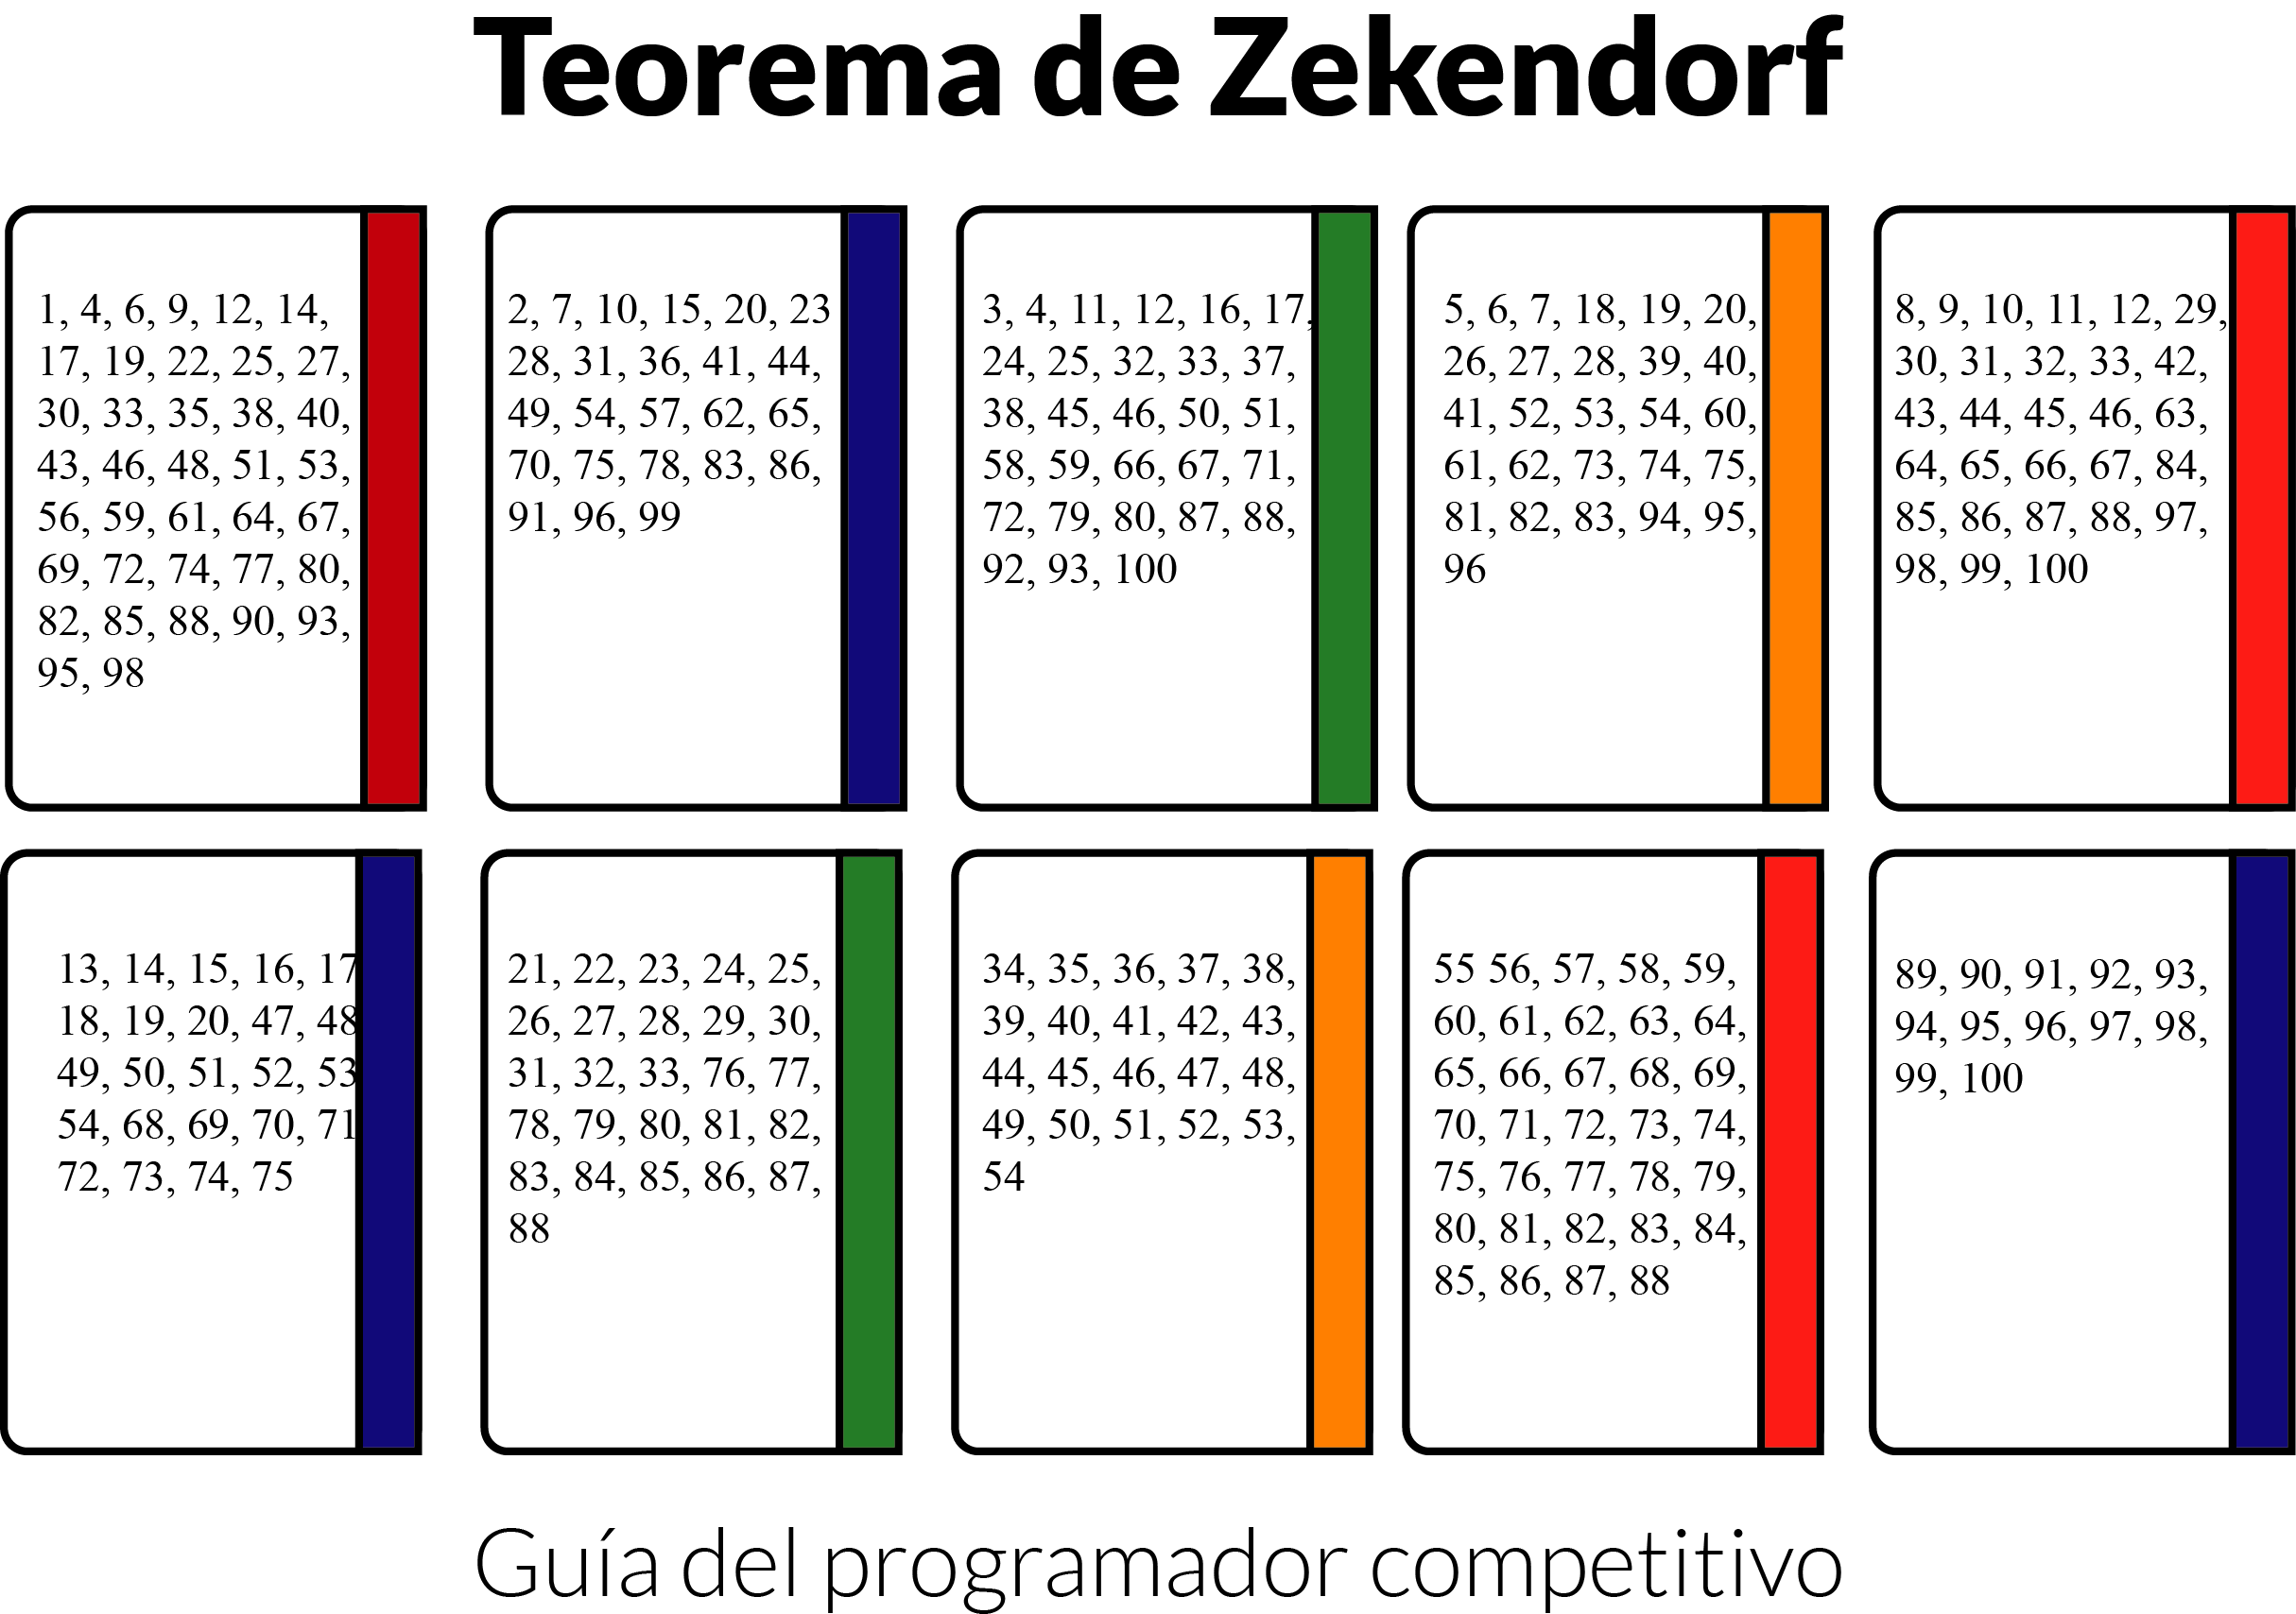 Teorema de Zekendorf
1, 4, 6, 9, 12, 14,
17, 19, 22, 25, 27,
30, 33, 35, 38, 40,
43, 46, 48, 51, 53,
56, 59, 61, 64, 67,
69, 72, 74, 77, 80,
82, 85, 88, 90, 93,
95, 98
2, 7, 10, 15, 20, 23
28, 31, 36, 41, 44,
49, 54, 57, 62, 65,
70, 75, 78, 83, 86,
91, 96, 99
3, 4, 11, 12, 16, 17,
24, 25, 32, 33, 37,
38, 45, 46, 50, 51,
58, 59, 66, 67, 71,
72, 79, 80, 87, 88,
92, 93, 100
5, 6, 7, 18, 19, 20,
26, 27, 28, 39, 40,
41, 52, 53, 54, 60,
61, 62, 73, 74, 75,
81, 82, 83, 94, 95,
96
8, 9, 10, 11, 12, 29,
30, 31, 32, 33, 42,
43, 44, 45, 46, 63,
64, 65, 66, 67, 84,
85, 86, 87, 88, 97,
98, 99, 100
13, 14, 15, 16, 17
18, 19, 20, 47, 48
49, 50, 51, 52, 53
54, 68, 69, 70, 71
72, 73, 74, 75
21, 22, 23, 24, 25,
26, 27, 28, 29, 30,
31, 32, 33, 76, 77,
78, 79, 80, 81, 82,
83, 84, 85, 86, 87,
88
34, 35, 36, 37, 38,
39, 40, 41, 42, 43,
44, 45, 46, 47, 48,
49, 50, 51, 52, 53,
54
55 56, 57, 58, 59,
60, 61, 62, 63, 64,
65, 66, 67, 68, 69,
70, 71, 72, 73, 74,
75, 76, 77, 78, 79,
80, 81, 82, 83, 84,
85, 86, 87, 88
89, 90, 91, 92, 93,
94, 95, 96, 97, 98,
99, 100
Guía del programador competitivo